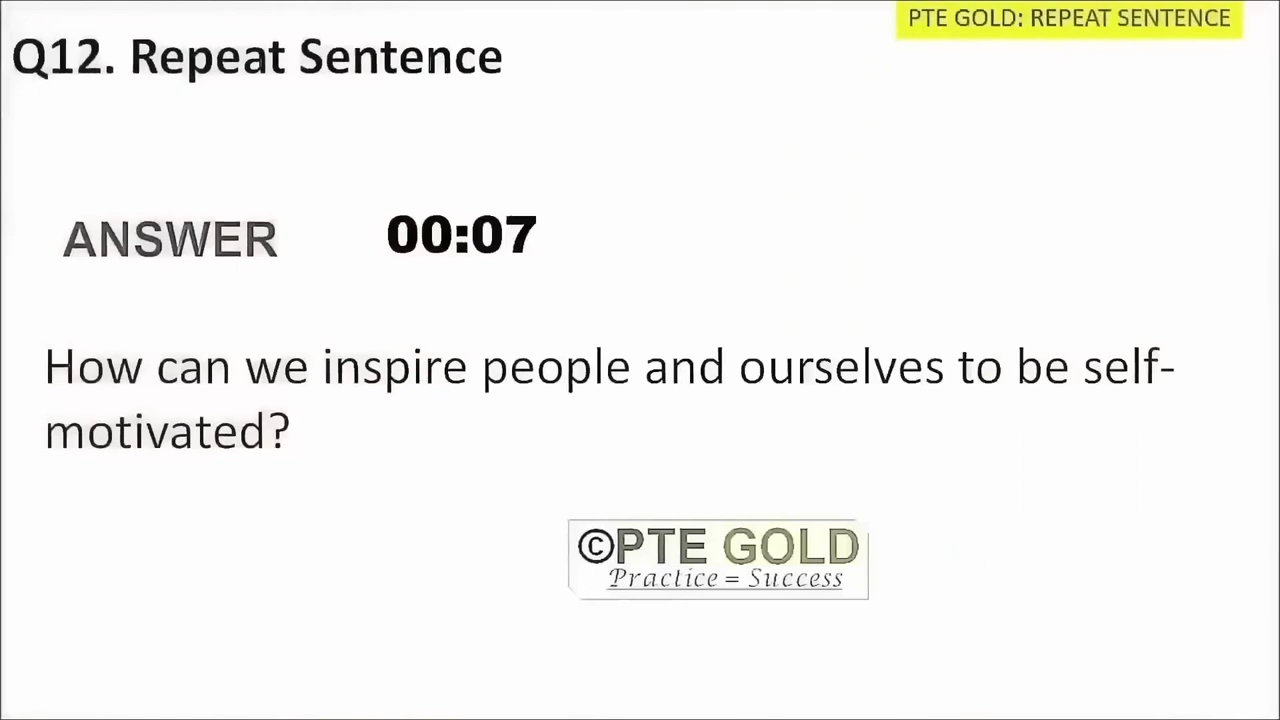 PTE GOLD: REPEAT SENTENCE
Q12. Repeat Sentence
ANSWER 00:07
How can we inspire people and ourselves to be self-
motivated?
©PTE GOLD
Practice = Success